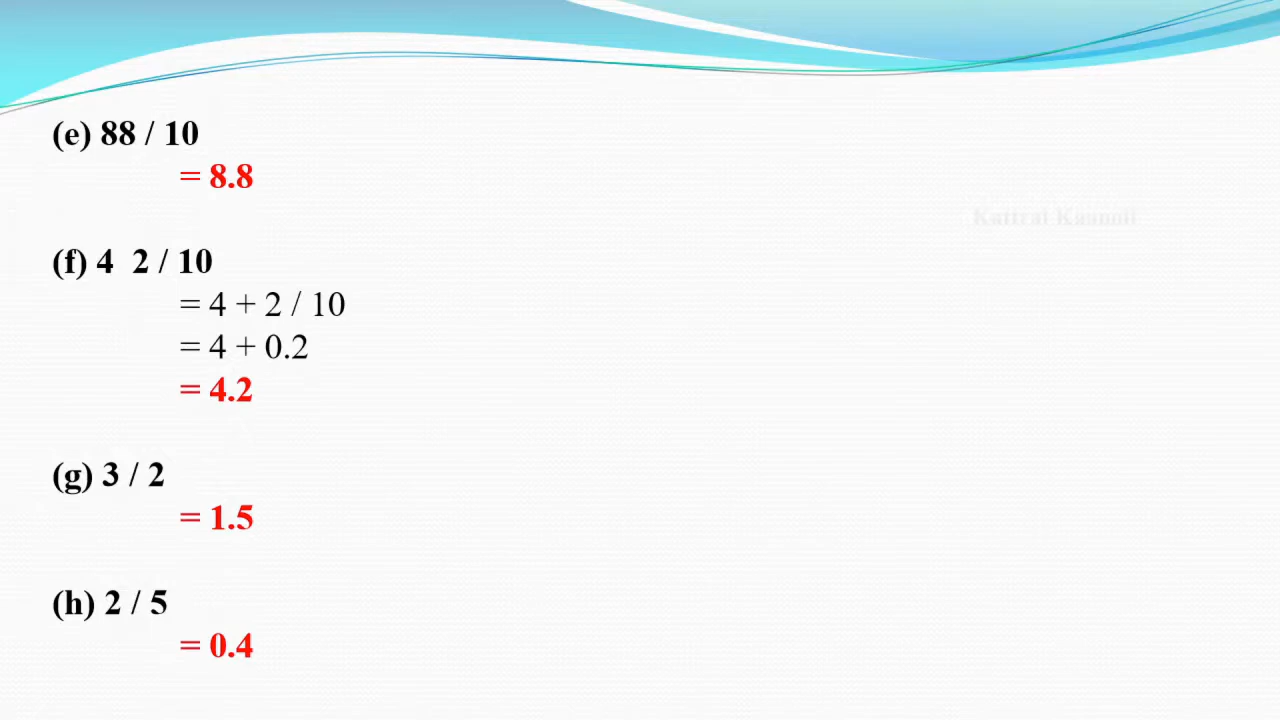 (e) 88 / 10
= 8.8
(f) 4 2 / 10
= 4 + 2 / 10
= 4 + 0.2
= 4.2
(g) 3 / 2
= 1.5
(h) 2 / 5
= 0.4